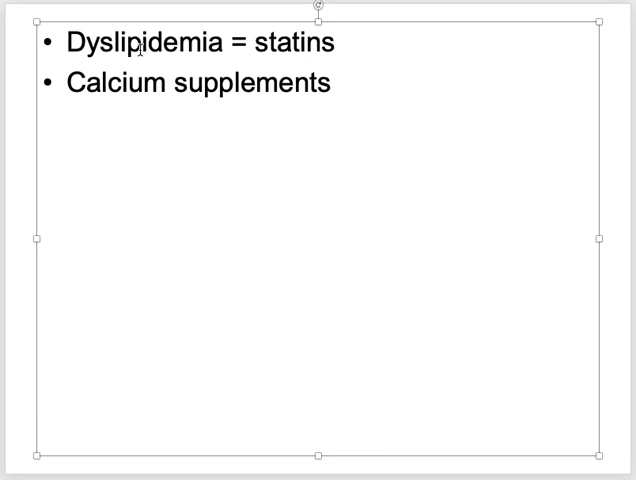 • Dyslipidemia = statins
• Calcium supplements